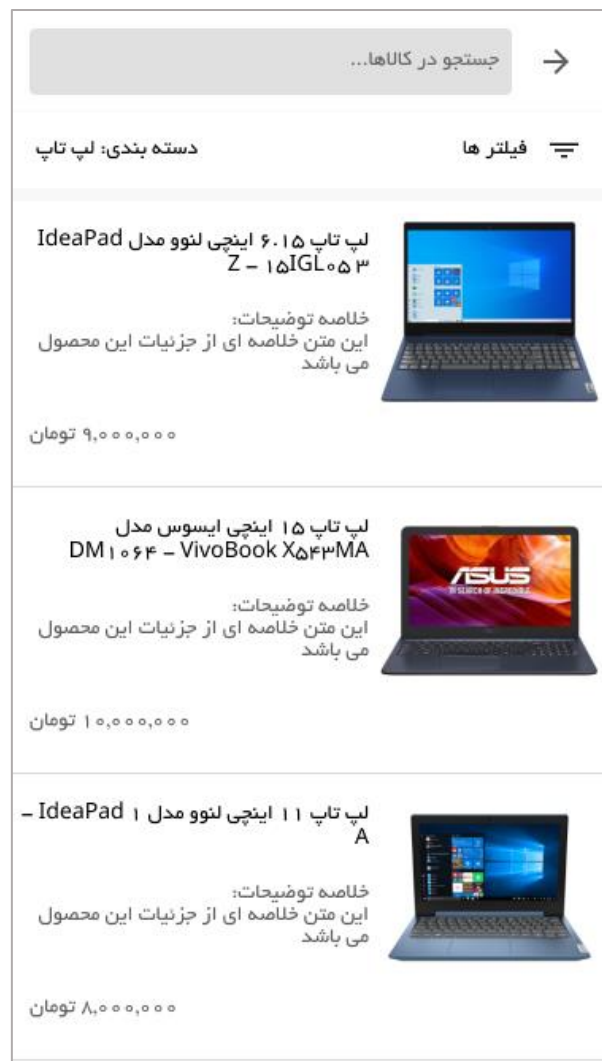 جستجو در کالاها...
فیلتر ها
دسته بندی: لپ تاپ
لپ تاپ ۶.۱۵ اینچی لنوو مدل IdeaPad
۳ ۱۵IGL۰۵ – Z
خلاصه توضیحات:
این متن خلاصه ای از جزئیات این محصول
می باشد
۹,۰۰۰,۰۰۰ تومان
لپ تاپ ۱۵ اینچی ایسوس مدل
VivoBook X۵۴۳MA – DM۱۰۶۴
ASUS
IN SEARCH OF INCREDIBLE
خلاصه توضیحات:
این متن خلاصه ای از جزئیات این محصول
می باشد
۱۰,۰۰۰,۰۰۰ تومان
لپ تاپ ۱۱ اینچی لنوو مدل IdeaPad ۱ –
A
خلاصه توضیحات:
این متن خلاصه ای از جزئیات این محصول
می باشد
۸,۰۰۰,۰۰۰ تومان